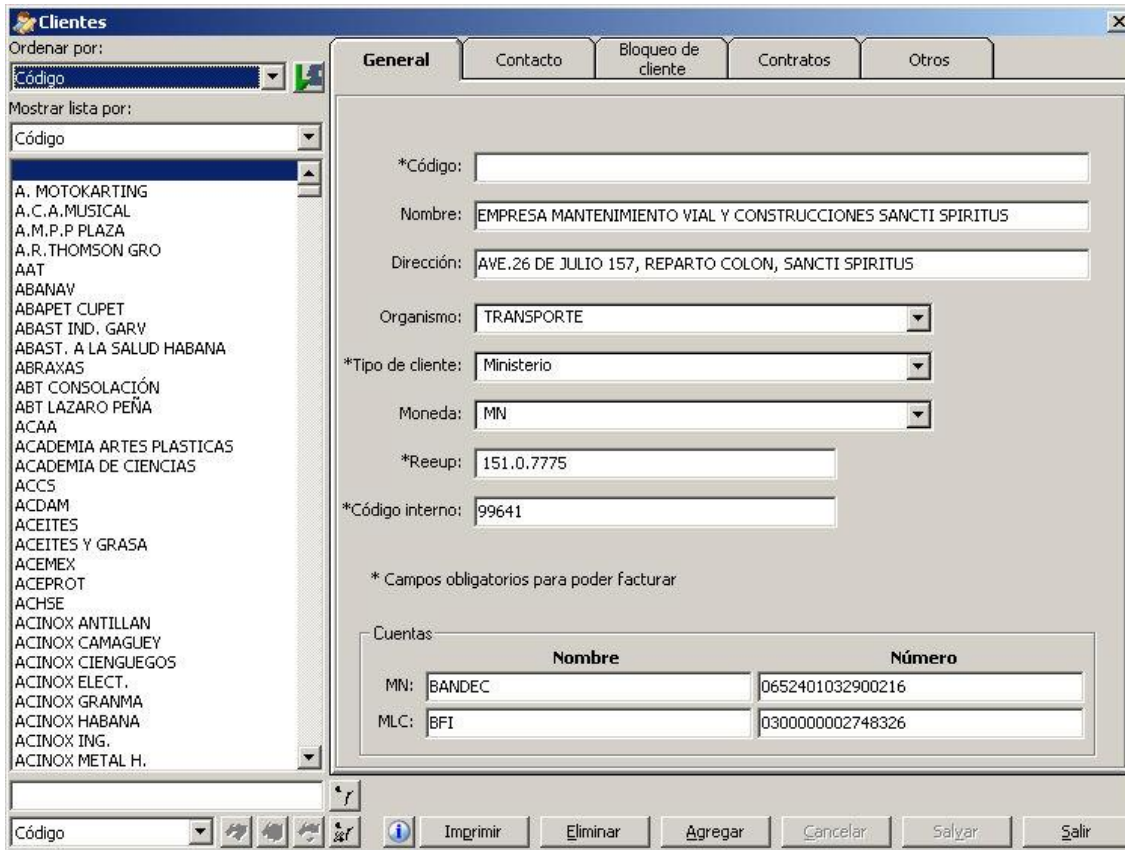 Clientes
Ordenar por:
Código
Mostrar lista por:
Código
A. MOTOKARTING
A.C.A.MUSICAL
A.M.P.P PLAZA
A.R.THOMSON GRO
AAT
ABANAV
ABAPET CUPET
ABAST IND. GARV
ABAST. A LA SALUD HABANA
ABRAXAS
ABT CONSOLACIÓN
ABT LAZARO PEÑA
ACAA
ACADEMIA ARTES PLASTICAS
ACADEMIA DE CIENCIAS
ACCS
ACDAM
ACEITES
ACEITES Y GRASA
ACEMEX
ACEPROT
ACHSE
ACINOX ANTILLAN
ACINOX CAMAGUEY
ACINOX CIENGUEGOS
ACINOX ELECT.
ACINOX GRANMA
ACINOX HABANA
ACINOX ING.
ACINOX METAL H.
Código
General
Contacto
Bloqueo de
cliente
Contratos
Otros
*Código:
Nombre: EMPRESA MANTENIMIENTO VIAL Y CONSTRUCCIONES SANCTI SPIRITUS
Dirección: AVE.26 DE JULIO 157, REPARTO COLON, SANCTI SPIRITUS
Organismo: TRANSPORTE
*Tipo de cliente: Ministerio
Moneda: MN
*Reeup: 151.0.7775
*Código interno: 99641
* Campos obligatorios para poder facturar
Cuentas
Nombre Número
MN: BANDEC 0652401032900216
MLC: BFI 0300000002748326
Imprimir Eliminar Agregar Cancelar Salvar Salir